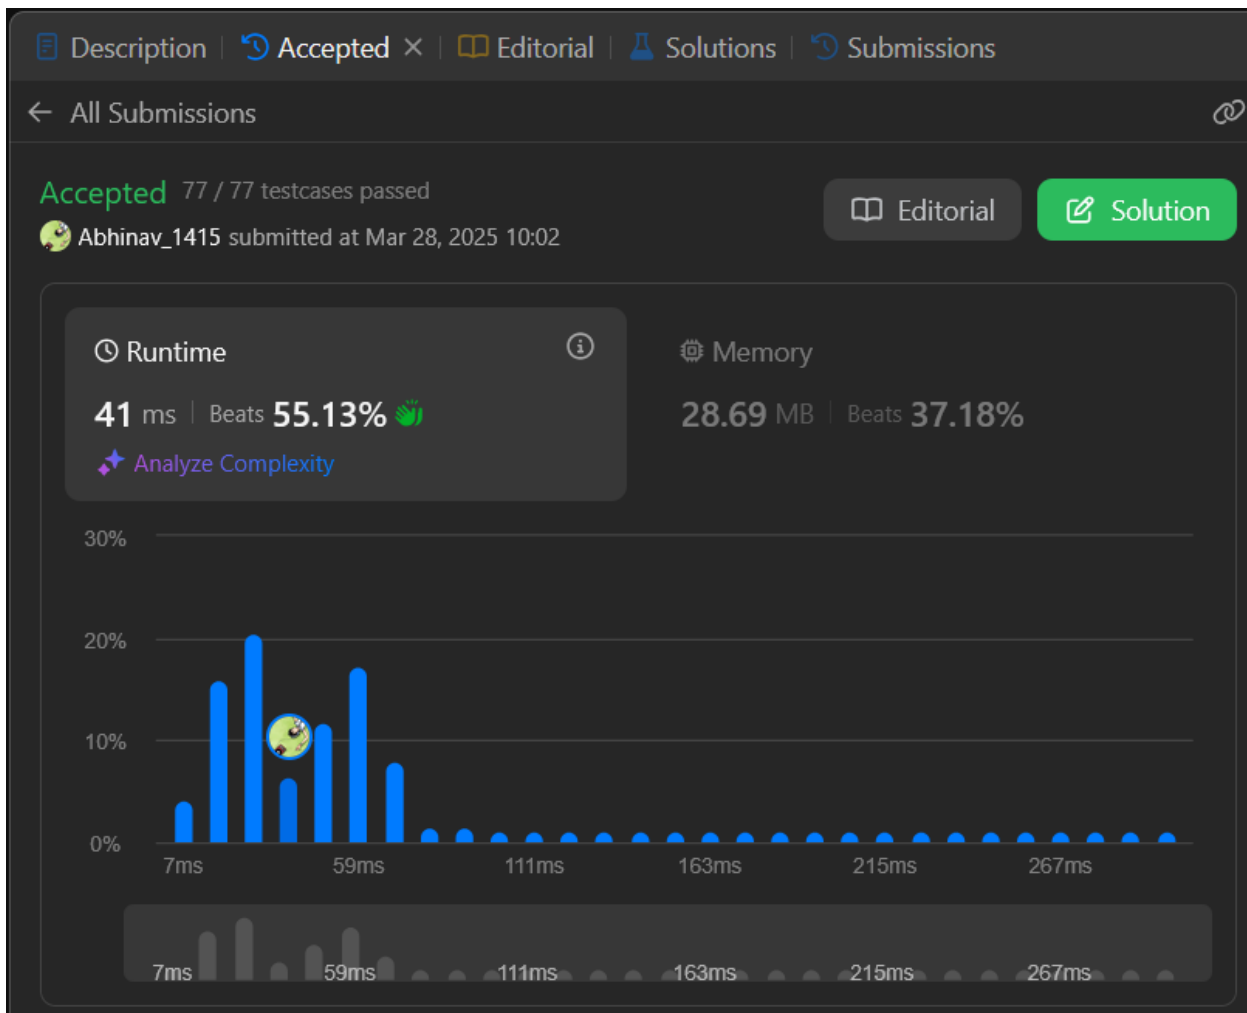 Description Accepted Editorial Solutions Submissions
All Submissions
Accepted 77 / 77 testcases passed
Abhinav_1415 submitted at Mar 28, 2025 10:02
Editorial Solution
Runtime
41 ms Beats 55.13%
Analyze Complexity
Memory
28.69 MB Beats 37.18%
30%
20%
10%
0%
7ms 59ms 111ms 163ms 215ms 267ms
7ms 59ms 111ms 163ms 215ms 267ms